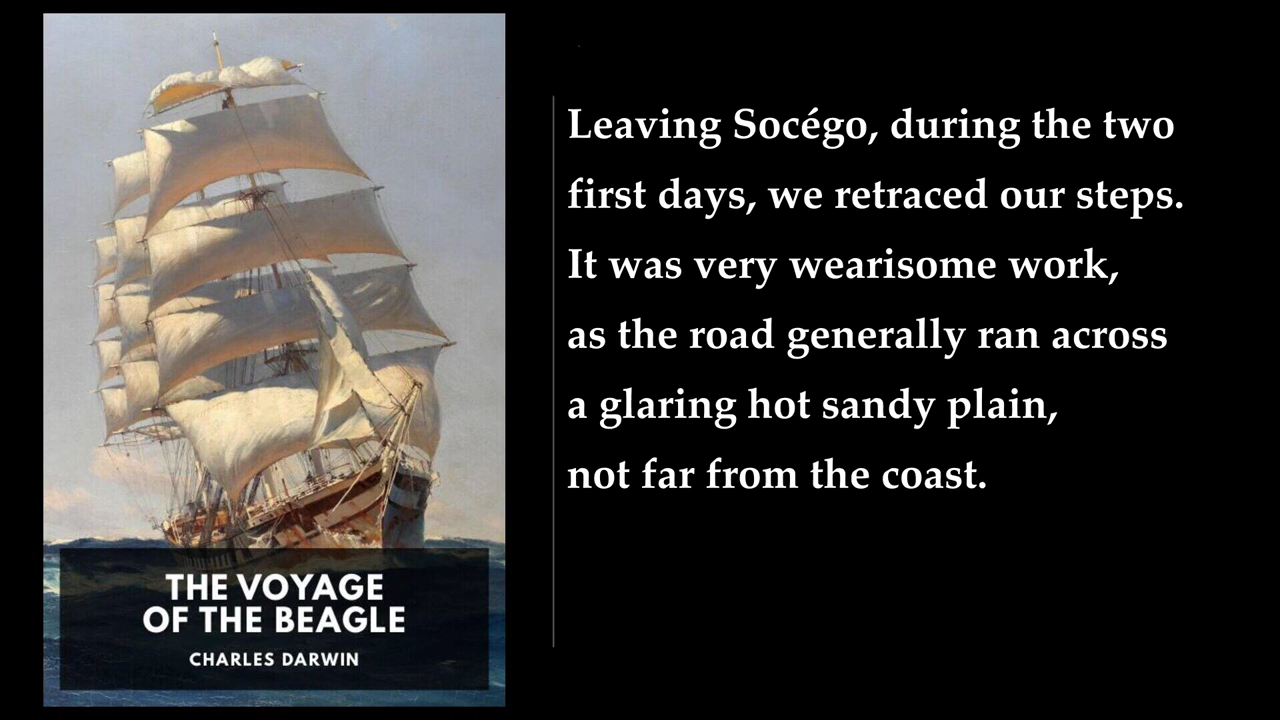 THE VOYAGE
OF THE BEAGLE
CHARLES DARWIN
Leaving Socégo, during the two
first days, we retraced our steps.
It was very wearisome work,
as the road generally ran across
a glaring hot sandy plain,
not far from the coast.